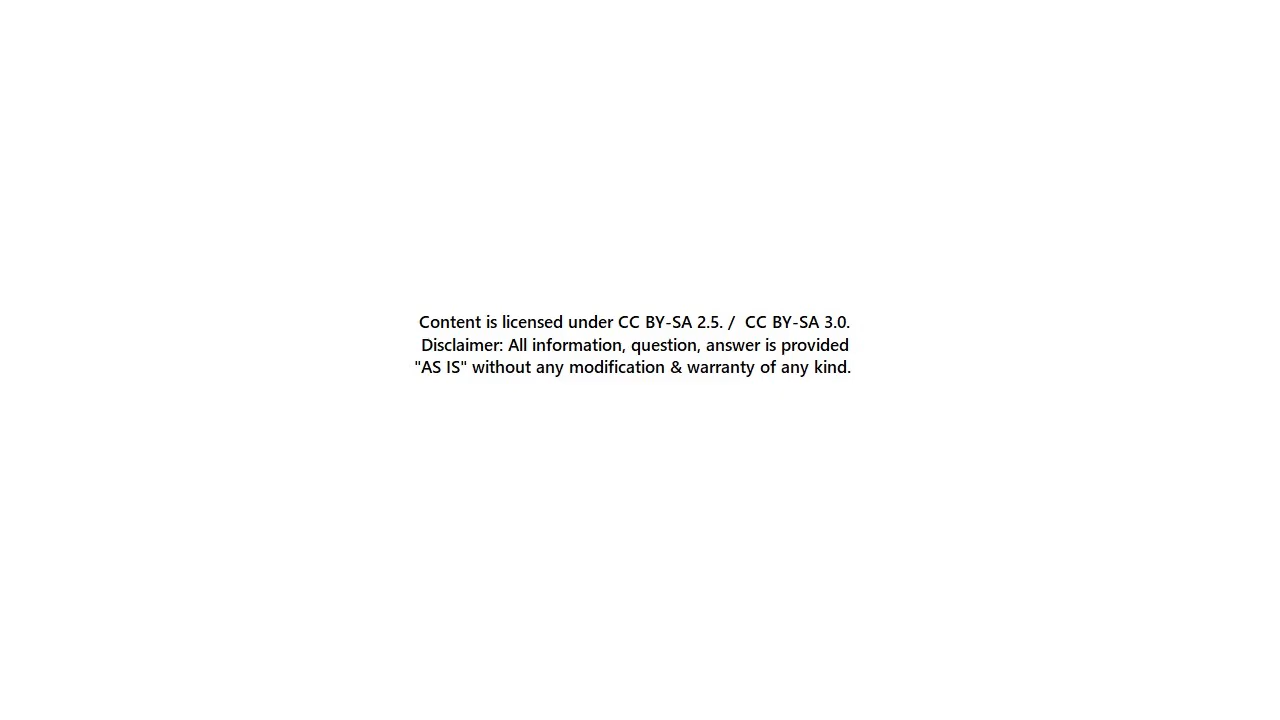 Content is licensed under CC BY-SA 2.5. /  CC BY-SA 3.0.
Disclaimer: All information, question, answer is provided
"AS IS" without any modification & warranty of any kind.